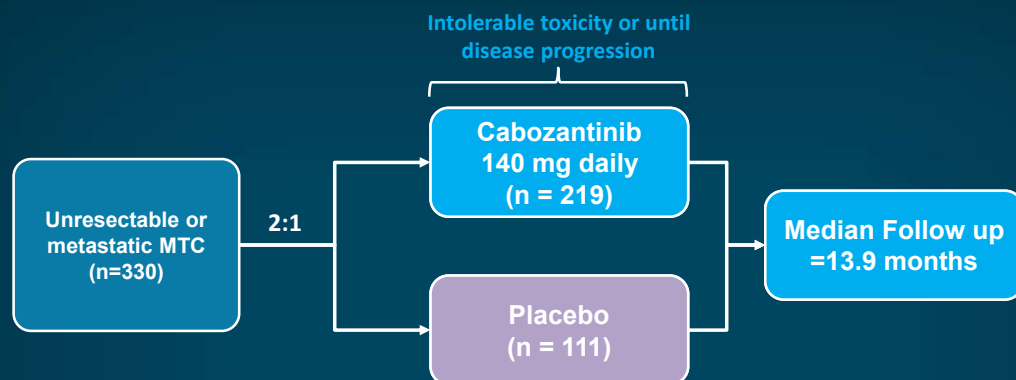 Intolerable toxicity or until
disease progression
Cabozantinib
140 mg daily
(n = 219)
Unresectable or
metastatic MTC
(n=330)
2:1
Median Follow up
=13.9 months
Placebo
(n = 111)